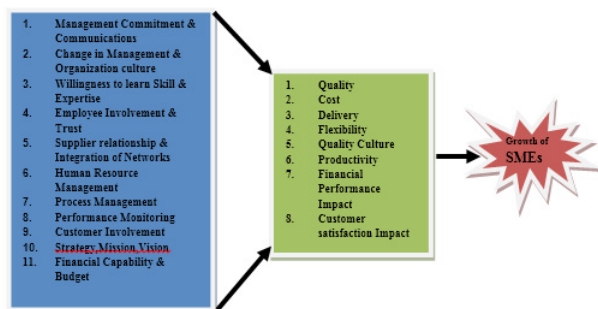 1. Management Commitment &
Communications
2. Change in Management &
Organization culture
3. Willingness to learn Skill &
Expertise
4. Employee Involvement &
Trust
5. Supplier relationship &
Integration of Networks
6. Human Resource
Management
7. Process Management
8. Performance Monitoring
9. Customer Involvement
10. Strategy,Mission,Vision
11. Financial Capability &
Budget
1. Quality
2. Cost
3. Delivery
4. Flexibility
5. Quality Culture
6. Productivity
7. Financial
Performance
Impact
8. Customer
satisfaction Impact
Growth of
SMEs